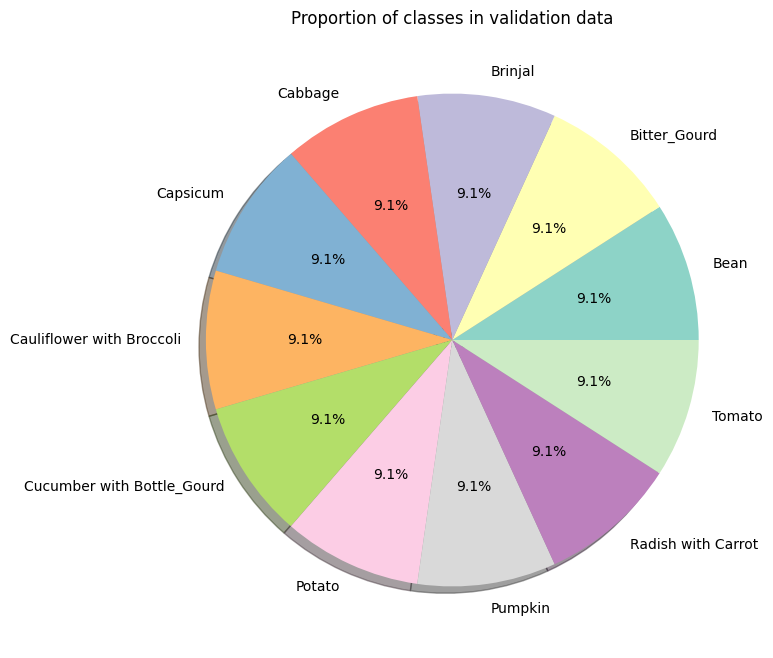 Proportion of classes in validation data
Brinjal
Cabbage
Bitter_Gourd
Capsicum
9.1%
9.1%
9.1%
Bean
9.1%
9.1%
Cauliflower with Broccoli
9.1%
9.1%
Tomato
9.1%
9.1%
9.1%
9.1%
Cucumber with Bottle_Gourd
Radish with Carrot
Potato
Pumpkin